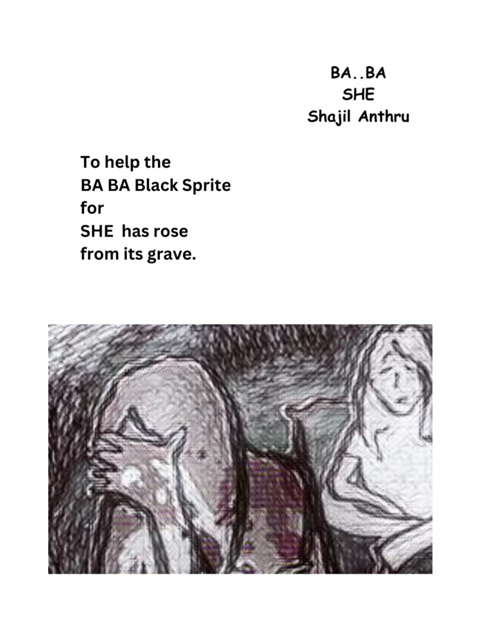 BA..BA
SHE
Shajil Anthru
To help the
BA BA Black Sprite
for
SHE has rose
from its grave.